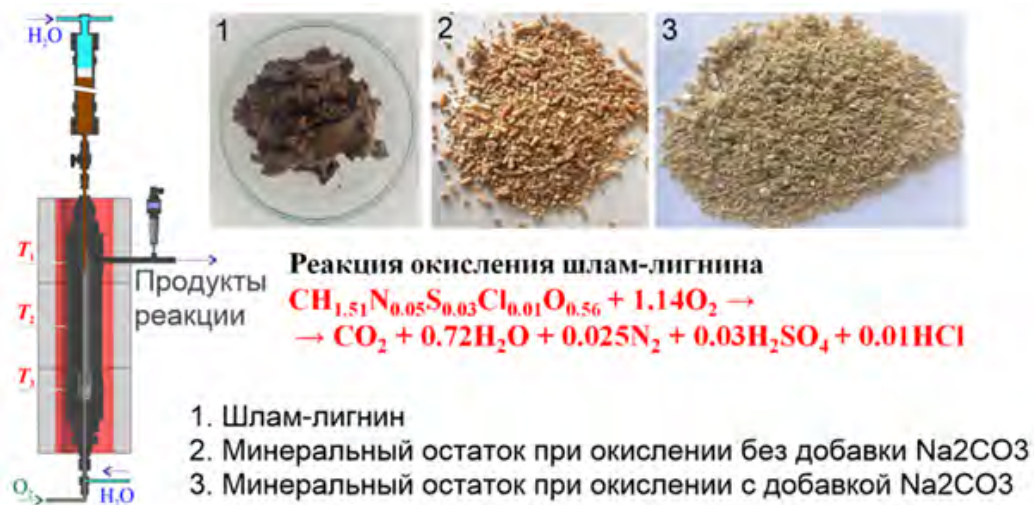 H₂O
1
2
3
T₁
T₂
T₃
Продукты
реакции
O₂
H₂O
Реакция окисления шлам-лигнина
CH₁.₅₁N₀.₀₅S₀.₀₃Cl₀.₀₁O₀.₅₆ + 1.14O₂ →
→ CO₂ + 0.72H₂O + 0.025N₂ + 0.03H₂SO₄ + 0.01HCl
1. Шлам-лигнин
2. Минеральный остаток при окислении без добавки Na2CO3
3. Минеральный остаток при окислении с добавкой Na2CO3